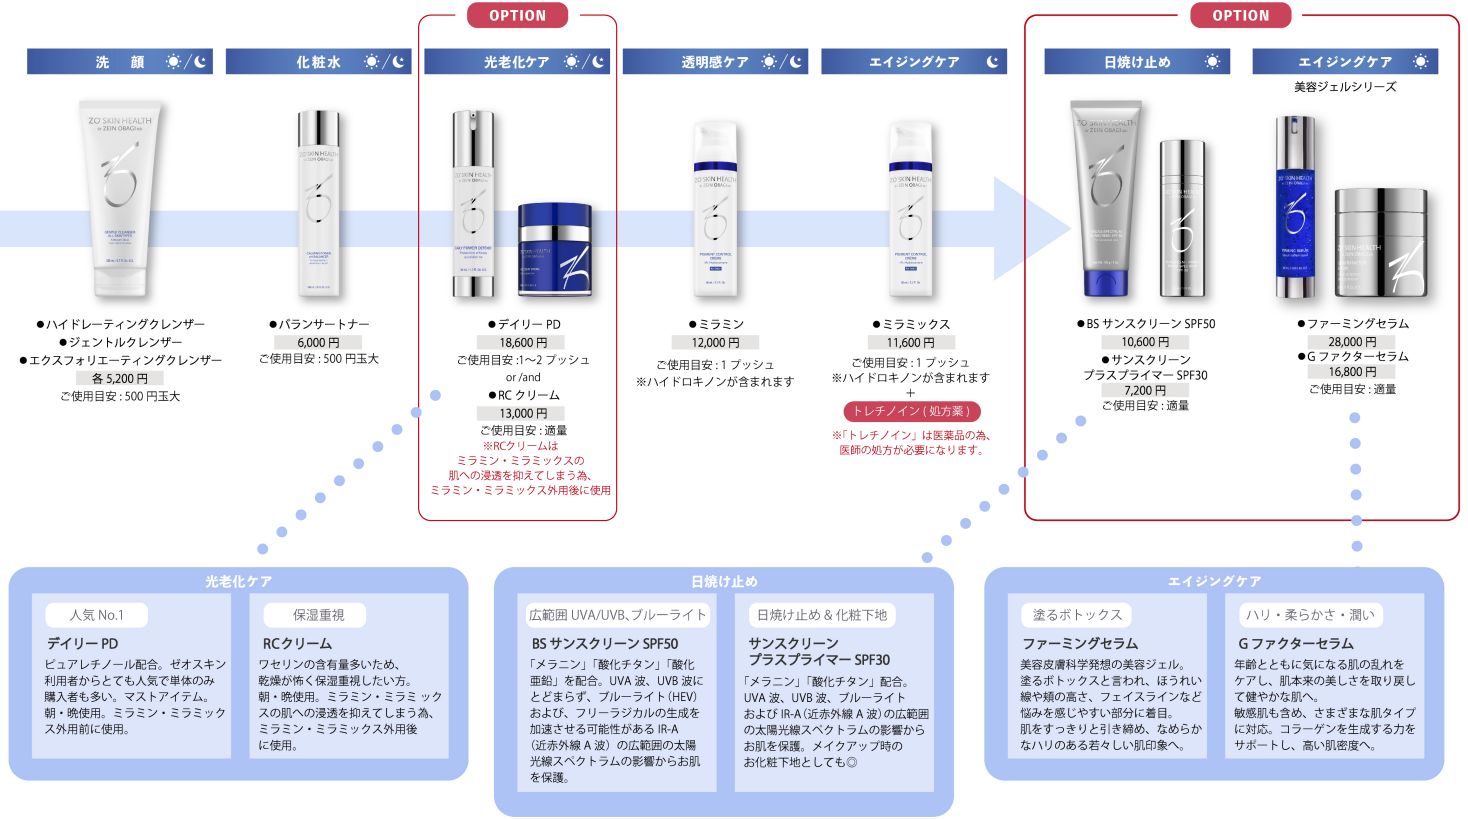 OPTION
OPTION
洗 顔
化粧水
光老化ケア
透明感ケア
エイジングケア
日焼け止め
エイジングケア
美容ジェルシリーズ
ZO SKIN HEALTH
BY ZEIN OBAGI MD
●ハイドレーティングクレンザー
●ジェントルクレンザー
●エクスフォリエーティングクレンザー
各 5,200 円
ご使用目安 : 500 円玉大
●バランサートナー
6,000 円
ご使用目安 : 500 円玉大
●デイリー PD
18,600 円
ご使用目安 :1〜2 プッシュ
or /and
●RC クリーム
13,000 円
ご使用目安 : 適量
※RCクリームは
ミラミン・ミラミックスの
肌への浸透を抑えてしまう為、
ミラミン・ミラミックス外用後に使用
●ミラミン
12,000 円
ご使用目安 : 1 プッシュ
※ハイドロキノンが含まれます
●ミラミックス
11,600 円
ご使用目安 : 1 プッシュ
※ハイドロキノンが含まれます
+
トレチノイン ( 処方薬 )
※「トレチノイン」は医薬品の為、
医師の処方が必要になります。
●BS サンスクリーン SPF50
10,600 円
●サンスクリーン
プラスプライマー SPF30
7,200 円
ご使用目安 : 適量
●ファーミングセラム
28,000 円
●G ファクターセラム
16,800 円
ご使用目安 : 適量
光老化ケア
人気 No.1
デイリー PD
ピュアレチノール配合。ゼオスキン
利用者からとても人気で単体のみ
購入者も多い。マストアイテム。
朝・晩使用。ミラミン・ミラミック
ス外用前に使用。
保湿重視
RCクリーム
ワセリンの含有量多いため、
乾燥が怖く保湿重視したい方。
朝・晩使用。ミラミン・ミラミック
スの肌への浸透を抑えてしまう為、
ミラミン・ミラミックス外用後
に使用。
日焼け止め
広範囲 UVA/UVB、ブルーライト
BS サンスクリーン SPF50
「メラニン」「酸化チタン」「酸化
亜鉛」を配合。UVA 波、UVB 波に
とどまらず、ブルーライト（HEV）
および、フリーラジカルの生成を
加速させる可能性がある IR-A
（近赤外線 A 波）の広範囲の太陽
光線スペクトラムの影響からお肌
を保護。
日焼け止め & 化粧下地
サンスクリーン
プラスプライマー SPF30
「メラニン」「酸化チタン」配合。
UVA 波、UVB 波、ブルーライト
および IR-A（近赤外線 A 波）の広範囲
の太陽光線スペクトラムの影響から
お肌を保護。メイクアップ時の
お化粧下地としても◎
エイジングケア
塗るボトックス
ファーミングセラム
美容皮膚科学発想の美容ジェル。
塗るボトックスと言われ、ほうれい
線や頬の高さ、フェイスラインなど
悩みを感じやすい部分に着目。
肌をすっきりと引き締め、なめらか
なハリのある若々しい肌印象へ。
ハリ・柔らかさ・潤い
G ファクターセラム
年齢とともに気になる肌の乱れを
ケアし、肌本来の美しさを取り戻し
て健やかな肌へ。
敏感肌も含め、さまざまな肌タイプ
に対応。コラーゲンを生成する力を
サポートし、高い肌密度へ。